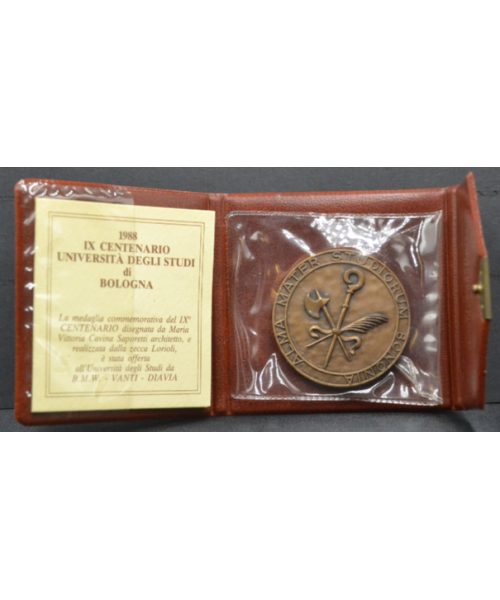 1988
IX CENTENARIO
UNIVERSITÀ DEGLI STUDI
di
BOLOGNA
La medaglia commemorativa del IXº
CENTENARIO disegnata da Maria
Vittoria Cavina Saporetti architetto, e
realizzata dalla zecca Lorioli,
è stata offerta
all'Università degli Studi da
B.M.W. - VANTI - DIAVIA
ALMA MATER STUDIORUM BONONIA